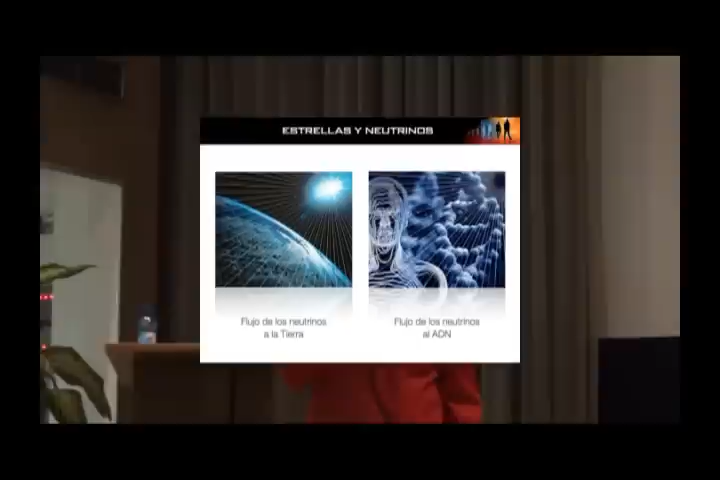 ESTRELLAS Y NEUTRINOS
Flujo de los neutrinos
a la Tierra
Flujo de los neutrinos
al ADN